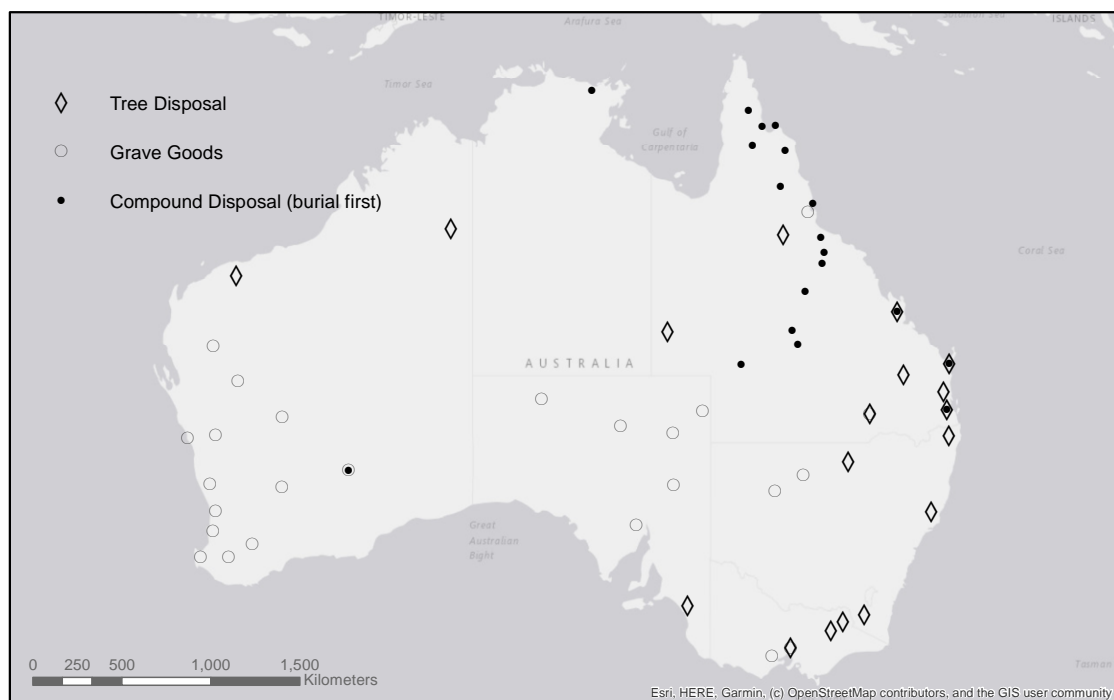 TIMOR-LESTE
Arafura Sea
Solomon Sea
ISLANDS
Timor Sea
Tree Disposal
Grave Goods
Gulf of
Carpentaria
Compound Disposal (burial first)
Coral Sea
AUSTRALIA
Great
Australian
Bight
0 250 500 1,000 1,500
Kilometers
Tasman
Esri, HERE, Garmin, (c) OpenStreetMap contributors, and the GIS user community